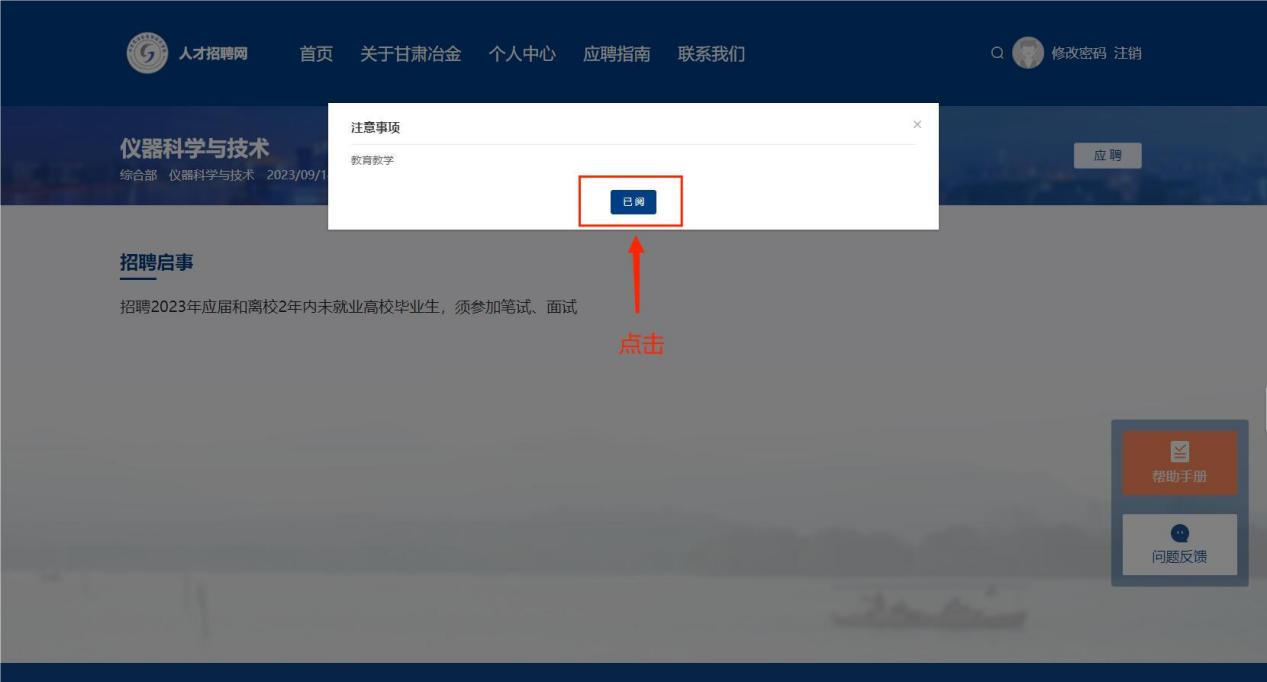 人才招聘网 首页 关于甘肃冶金 个人中心 应聘指南 联系我们 修改密码 注销
注意事项
教育教学
已阅
仪器科学与技术
综合部 仪器科学与技术 2023/09/1
应聘
点击
招聘启事
招聘2023年应届和离校2年内未就业高校毕业生，须参加笔试、面试
帮助手册
问题反馈